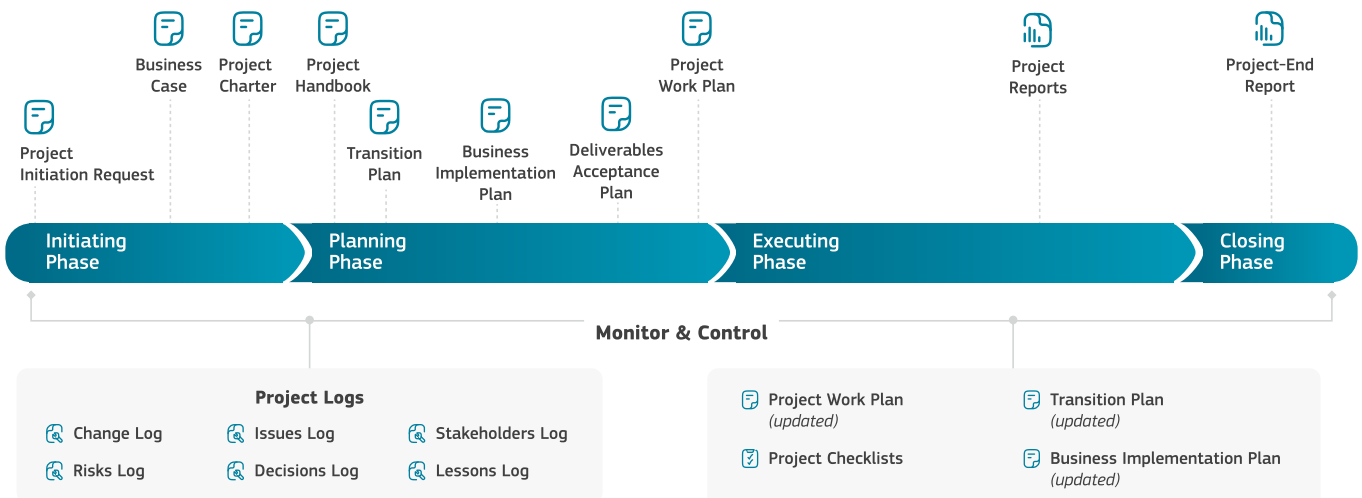 Business
Case
Project
Charter
Project
Handbook
Project
Work Plan
Project
Reports
Project-End
Report
Project
Initiation Request
Transition
Plan
Business
Implementation
Plan
Deliverables
Acceptance
Plan
Initiating
Phase
Planning
Phase
Executing
Phase
Closing
Phase
Monitor & Control
Project Logs
Change Log
Issues Log
Stakeholders Log
Risks Log
Decisions Log
Lessons Log
Project Work Plan
(updated)
Transition Plan
(updated)
Project Checklists
Business Implementation Plan
(updated)